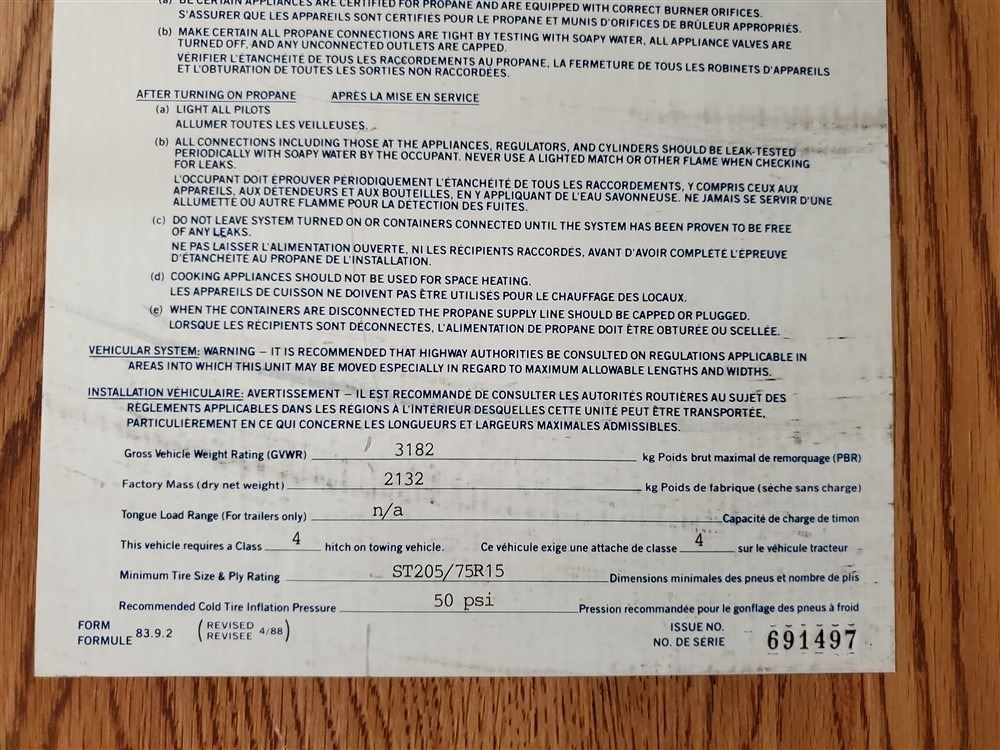 (a) BE CERTAIN APPLIANCES ARE CERTIFIED FOR PROPANE AND ARE EQUIPPED WITH CORRECT BURNER ORIFICES.
S'ASSURER QUE LES APPAREILS SONT CERTIFIÉS POUR LE PROPANE ET MUNIS D'ORIFICES DE BRÛLEUR APPROPRIÉS.
(b) MAKE CERTAIN ALL PROPANE CONNECTIONS ARE TIGHT BY TESTING WITH SOAPY WATER, ALL APPLIANCE VALVES ARE
TURNED OFF, AND ANY UNCONNECTED OUTLETS ARE CAPPED.
VÉRIFIER L'ÉTANCHÉITÉ DE TOUS LES RACCORDEMENTS AU PROPANE, LA FERMETURE DE TOUS LES ROBINETS D'APPAREILS
ET L'OBTURATION DE TOUTES LES SORTIES NON RACCORDÉES.
AFTER TURNING ON PROPANE APRÈS LA MISE EN SERVICE
(a) LIGHT ALL PILOTS
ALLUMER TOUTES LES VEILLEUSES.
(b) ALL CONNECTIONS INCLUDING THOSE AT THE APPLIANCES, REGULATORS, AND CYLINDERS SHOULD BE LEAK-TESTED
PERIODICALLY WITH SOAPY WATER BY THE OCCUPANT. NEVER USE A LIGHTED MATCH OR OTHER FLAME WHEN CHECKING
FOR LEAKS.
L'OCCUPANT DOIT ÉPROUVER PÉRIODIQUEMENT L'ÉTANCHÉITÉ DE TOUS LES RACCORDEMENTS, Y COMPRIS CEUX AUX
APPAREILS, AUX DÉTENDEURS ET AUX BOUTEILLES, EN Y APPLIQUANT DE L'EAU SAVONNEUSE. NE JAMAIS SE SERVIR D'UNE
ALLUMETTE OU AUTRE FLAMME POUR LA DÉTECTION DES FUITES.
(c) DO NOT LEAVE SYSTEM TURNED ON OR CONTAINERS CONNECTED UNTIL THE SYSTEM HAS BEEN PROVEN TO BE FREE
OF ANY LEAKS.
NE PAS LAISSER L'ALIMENTATION OUVERTE, NI LES RÉCIPIENTS RACCORDÉS, AVANT D'AVOIR COMPLÉTÉ L'ÉPREUVE
D'ÉTANCHÉITÉ AU PROPANE DE L'INSTALLATION.
(d) COOKING APPLIANCES SHOULD NOT BE USED FOR SPACE HEATING.
LES APPAREILS DE CUISSON NE DOIVENT PAS ÊTRE UTILISÉS POUR LE CHAUFFAGE DES LOCAUX.
(e) WHEN THE CONTAINERS ARE DISCONNECTED THE PROPANE SUPPLY LINE SHOULD BE CAPPED OR PLUGGED.
LORSQUE LES RÉCIPIENTS SONT DÉCONNECTÉS, L'ALIMENTATION DE PROPANE DOIT ÊTRE OBTURÉE OU SCELLÉE.
VEHICULAR SYSTEM: WARNING – IT IS RECOMMENDED THAT HIGHWAY AUTHORITIES BE CONSULTED ON REGULATIONS APPLICABLE IN
AREAS INTO WHICH THIS UNIT MAY BE MOVED ESPECIALLY IN REGARD TO MAXIMUM ALLOWABLE LENGTHS AND WIDTHS.
INSTALLATION VÉHICULAIRE: AVERTISSEMENT – IL EST RECOMMANDÉ DE CONSULTER LES AUTORITÉS ROUTIÈRES AU SUJET DES
RÈGLEMENTS APPLICABLES DANS LES RÉGIONS À L'INTÉRIEUR DESQUELLES CETTE UNITÉ PEUT ÊTRE TRANSPORTÉE,
PARTICULIÈREMENT EN CE QUI CONCERNE LES LONGUEURS ET LARGEURS MAXIMALES ADMISSIBLES.
Gross Vehicle Weight Rating (GVWR) 3182 kg Poids brut maximal de remorquage (PBR)
Factory Mass (dry net weight) 2132 kg Poids de fabrique (sèche sans charge)
Tongue Load Range (For trailers only) n/a Capacité de charge de timon
This vehicle requires a Class 4 hitch on towing vehicle. Ce véhicule exige une attache de classe 4 sur le véhicule tracteur
Minimum Tire Size & Ply Rating ST205/75R15 Dimensions minimales des pneus et nombre de plis
Recommended Cold Tire Inflation Pressure 50 psi Pression recommandée pour le gonflage des pneus à froid
FORM
FORMULE 83.9.2 (REVISED
REVISÉE 4/88)
ISSUE NO.
NO. DE SÉRIE 691497